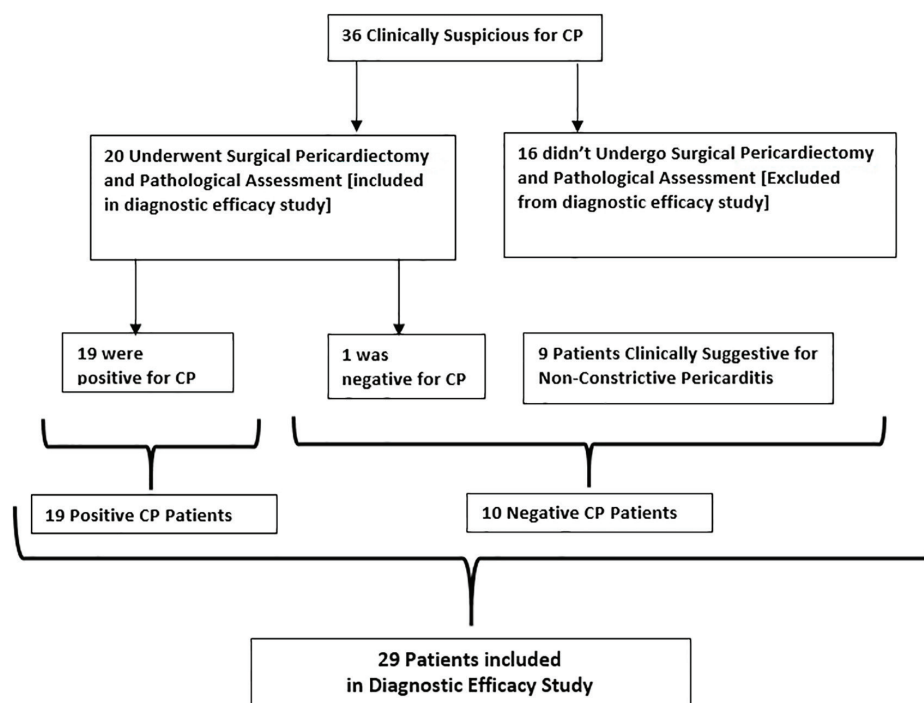 36 Clinically Suspicious for CP
20 Underwent Surgical Pericardiectomy
and Pathological Assessment [included
in diagnostic efficacy study]
16 didn't Undergo Surgical Pericardiectomy
and Pathological Assessment [Excluded
from diagnostic efficacy study]
19 were
positive for CP
1 was
negative for CP
9 Patients Clinically Suggestive for
Non-Constrictive Pericarditis
19 Positive CP Patients
10 Negative CP Patients
29 Patients included
in Diagnostic Efficacy Study